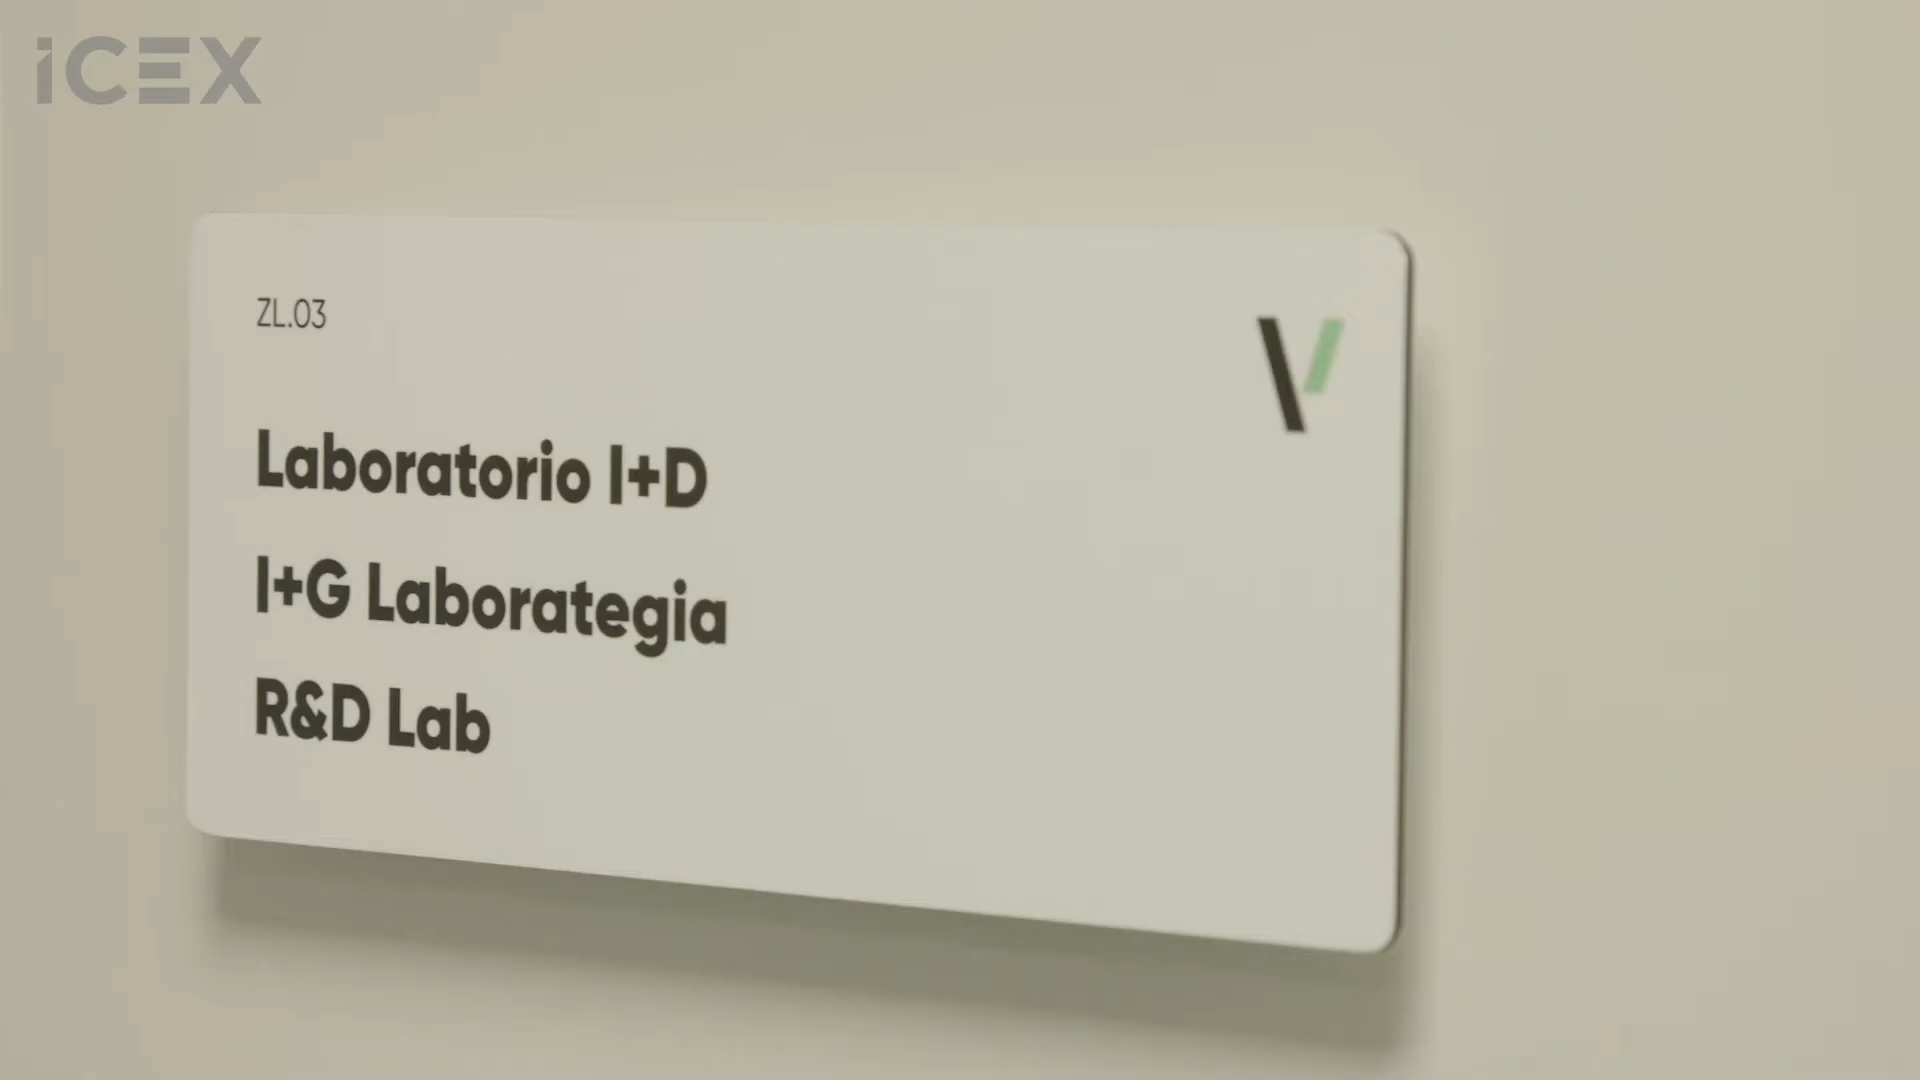 iCEX
ZL.03
Laboratorio I+D
I+G Laborategia
R&D Lab